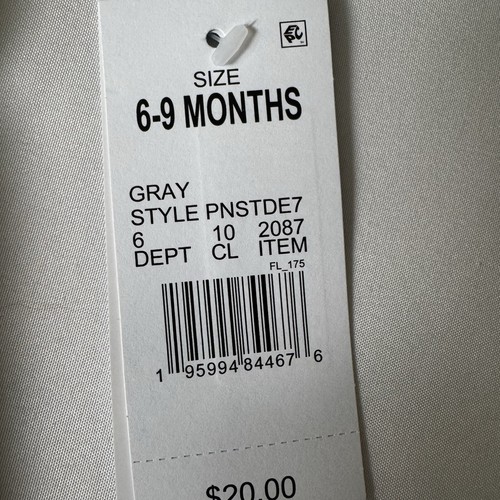 SIZE
6-9 MONTHS
GRAY
STYLE PNSTDE7
6 10 2087
DEPT CL ITEM
FL_175
1 95994 84467 6
$20.00